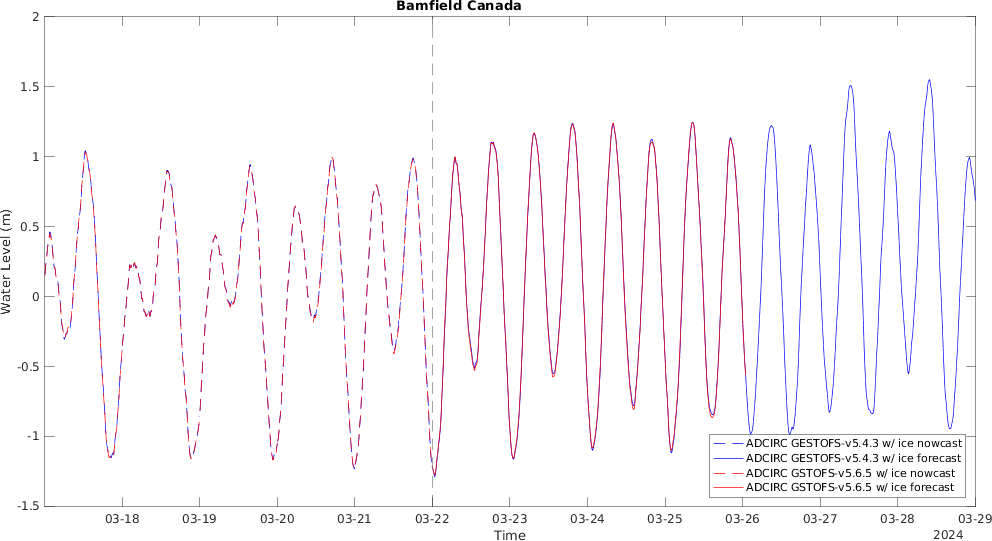 Bamfield Canada
2
1.5
1
0.5
0
-0.5
-1
-1.5
Water Level (m)
ADCIRC GESTOFS-v5.4.3 w/ ice nowcast
ADCIRC GESTOFS-v5.4.3 w/ ice forecast
ADCIRC GSTOFS-v5.6.5 w/ ice nowcast
ADCIRC GSTOFS-v5.6.5 w/ ice forecast
03-18 03-19 03-20 03-21 03-22 03-23 03-24 03-25 03-26 03-27 03-28 03-29
Time
2024